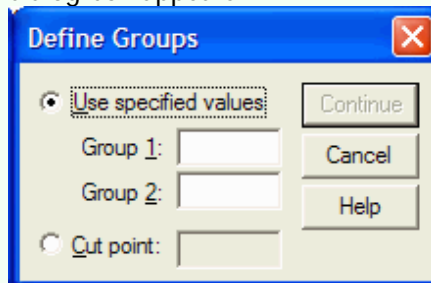 Define Groups
Use specified values
Continue
Group 1:
Cancel
Group 2:
Help
Cut point: